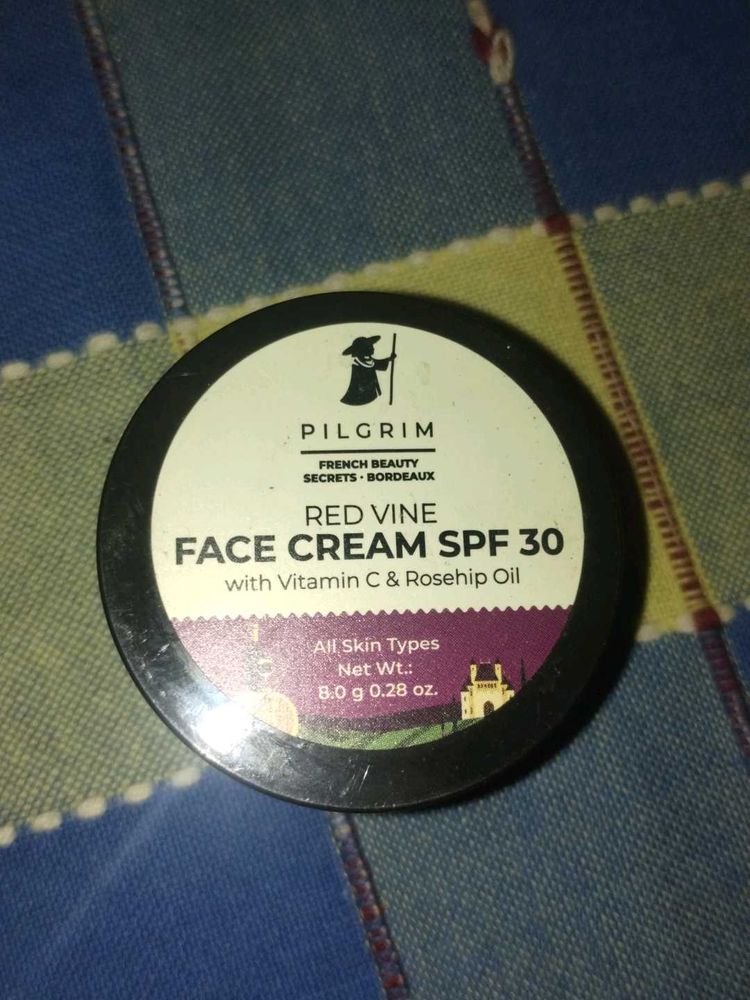 PILGRIM
FRENCH BEAUTY
SECRETS · BORDEAUX
RED VINE
FACE CREAM SPF 30
with Vitamin C & Rosehip Oil
All Skin Types
Net Wt.:
8.0 g 0.28 oz.